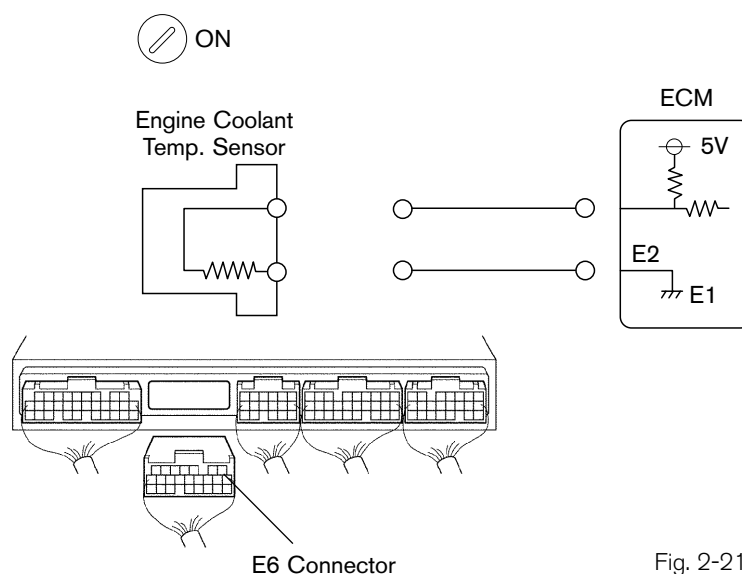 ON
ECM
Engine Coolant
Temp. Sensor
5V
E2
E1
E6 Connector
Fig. 2-21